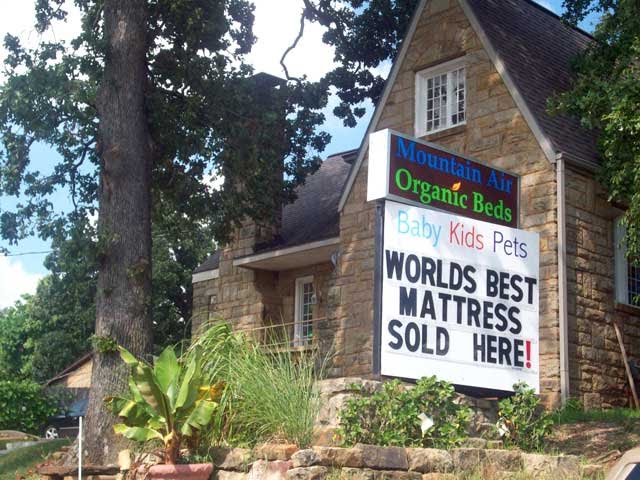 Mountain Air
Organic Beds
Baby Kids Pets
WORLDS BEST
MATTRESS
SOLD HERE!